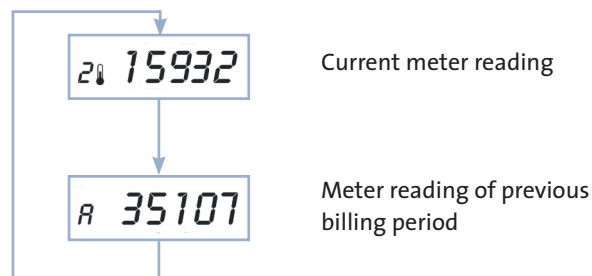 2 15932
Current meter reading
A 35107
Meter reading of previous
billing period